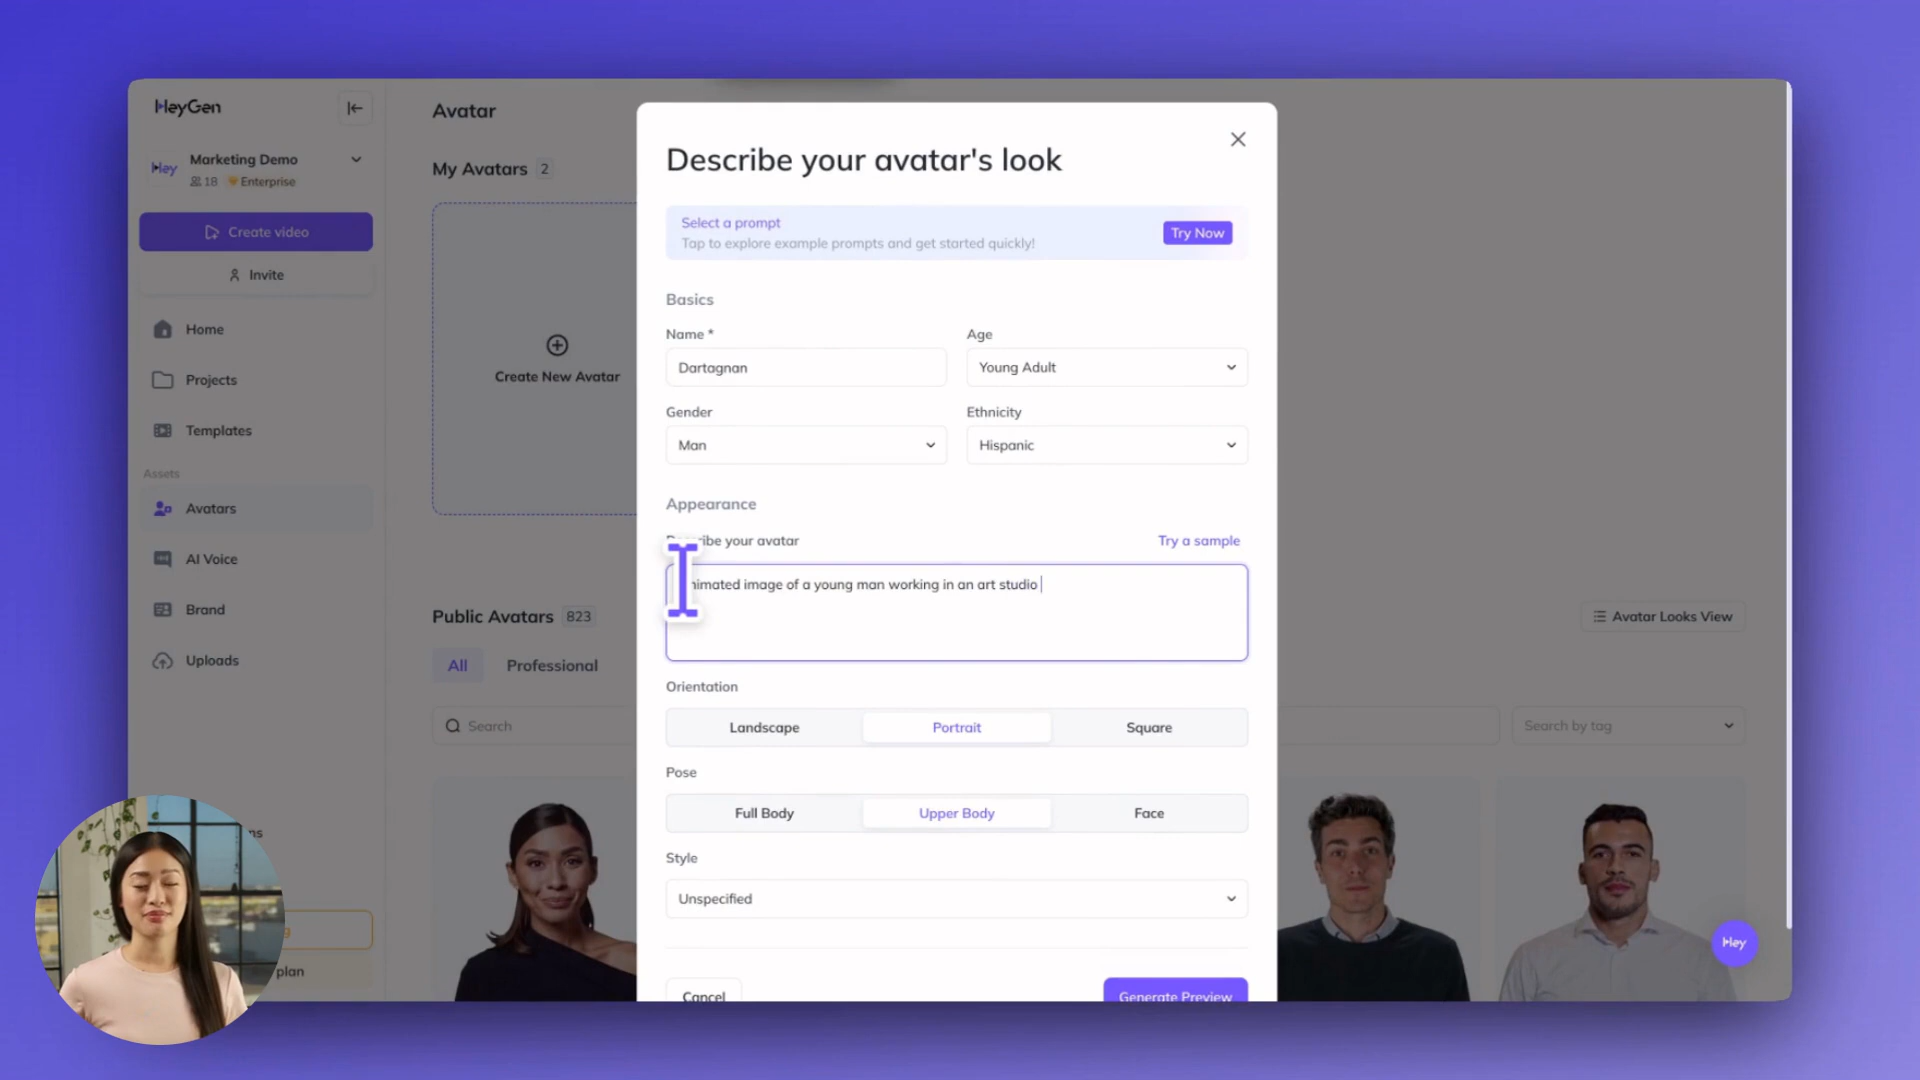 HeyGen
Hey
Marketing Demo
18 Enterprise
Create video
Invite
Home
Projects
Templates
Assets
Avatars
AI Voice
Brand
Uploads
ns
g
plan
Avatar
My Avatars 2
Create New Avatar
Public Avatars 823
Avatar Looks View
All
Professional
Search
Search by tag
Describe your avatar's look
Select a prompt
Tap to explore example prompts and get started quickly!
Try Now
Basics
Name *
Age
Dartagnan
Young Adult
Gender
Ethnicity
Man
Hispanic
Appearance
be your avatar
Try a sample
nimated image of a young man working in an art studio
Orientation
Landscape
Portrait
Square
Pose
Full Body
Upper Body
Face
Style
Unspecified
Cancel
Generate Preview
Hey